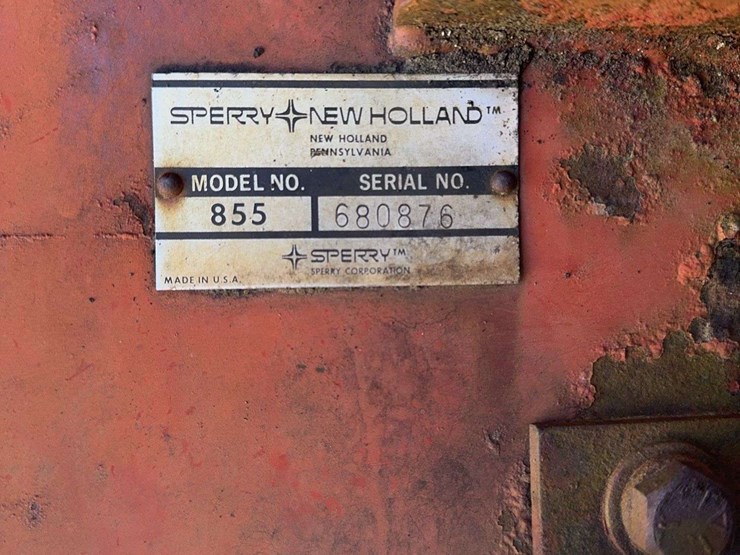 SPERRY NEW HOLLAND™
NEW HOLLAND
PENNSYLVANIA
MODEL NO. SERIAL NO.
855 680876
SPERRY™
SPERRY CORPORATION
MADE IN U.S.A.